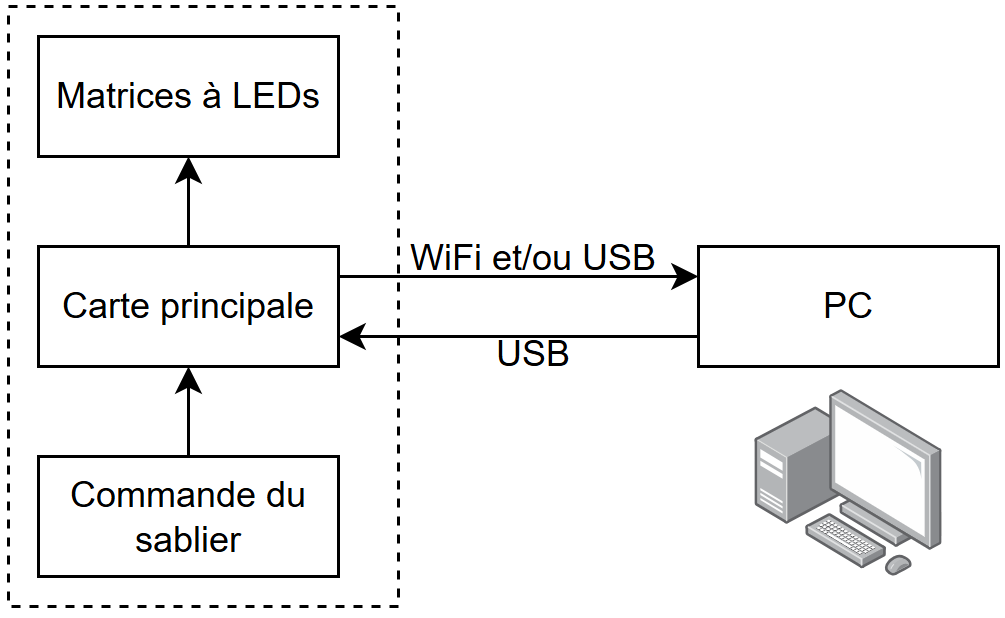 Matrices à LEDs
WiFi et/ou USB
Carte principale
PC
USB
Commande du
sablier